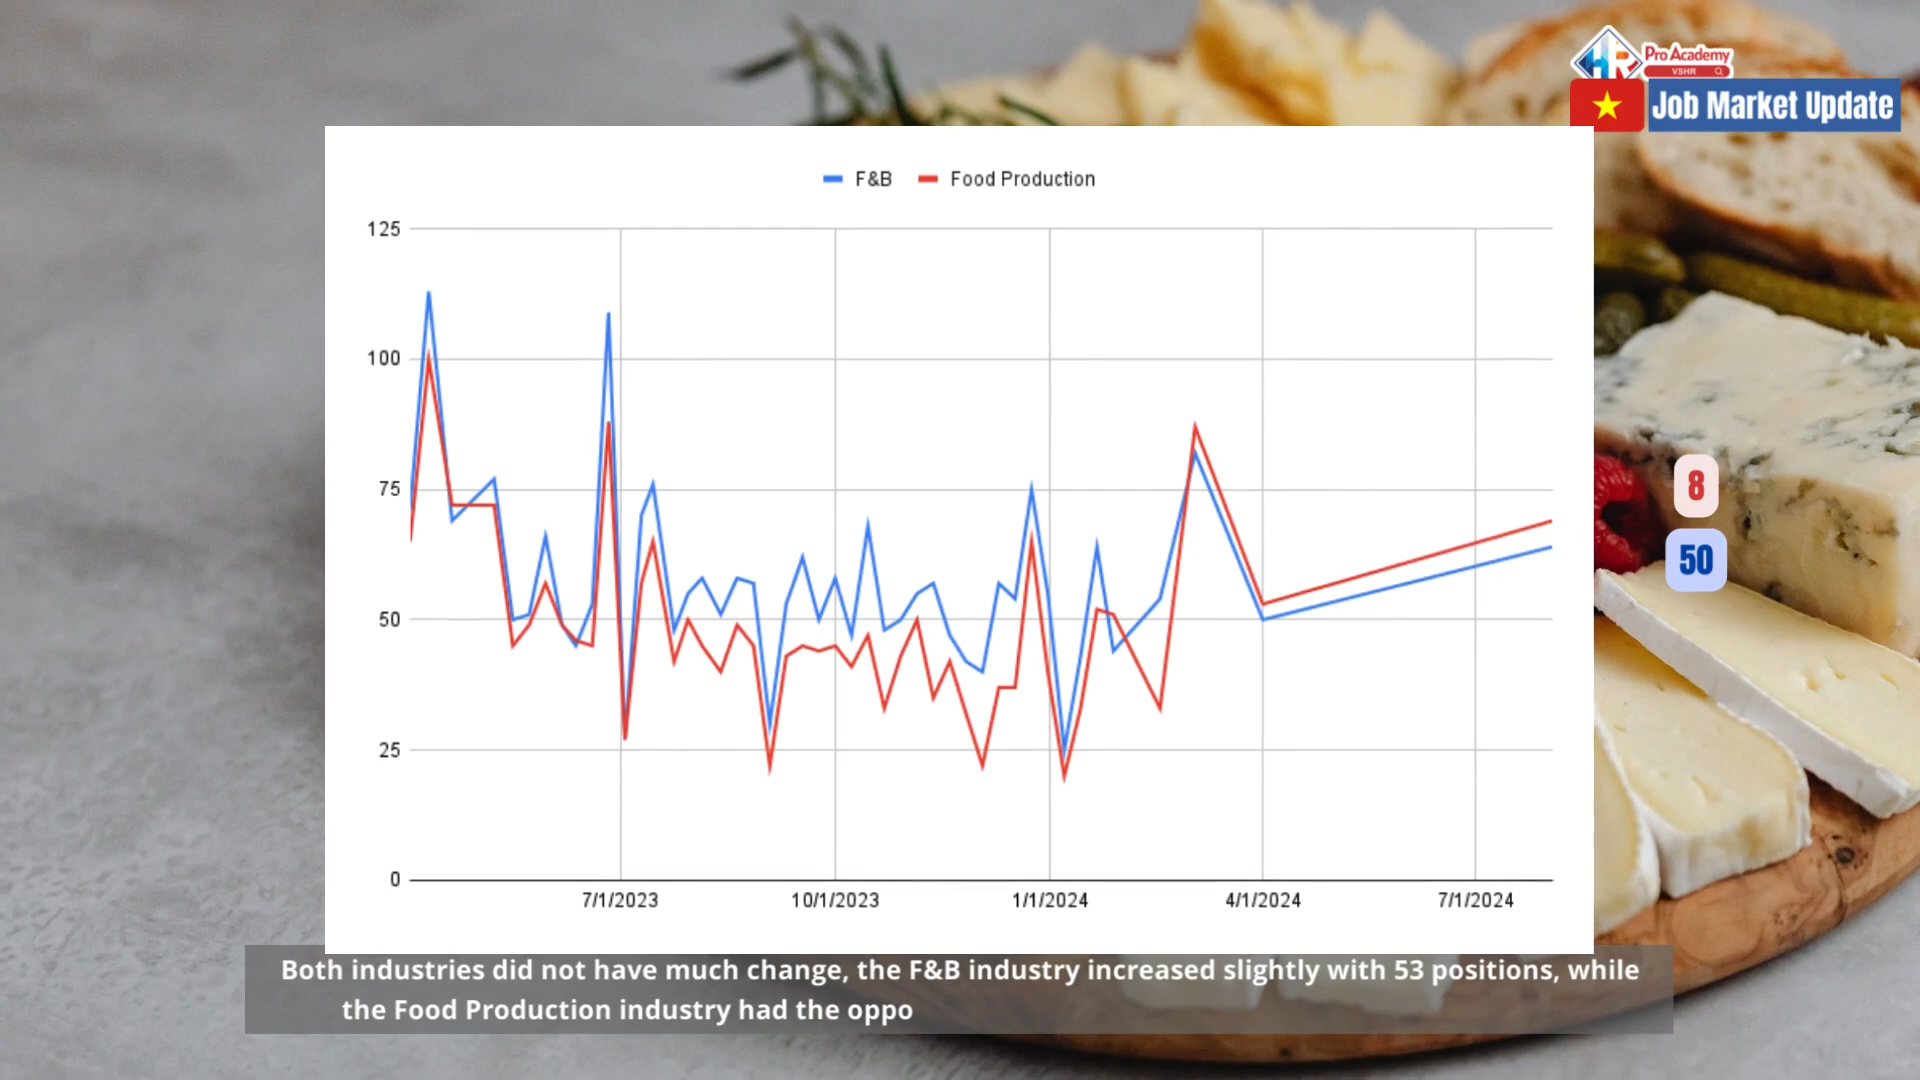 HR Pro Academy
VSHR
Job Market Update
F&B Food Production
125
100
75
50
25
0
7/1/2023 10/1/2023 1/1/2024 4/1/2024 7/1/2024
8
50
Both industries did not have much change, the F&B industry increased slightly with 53 positions, while
the Food Production industry had the oppo